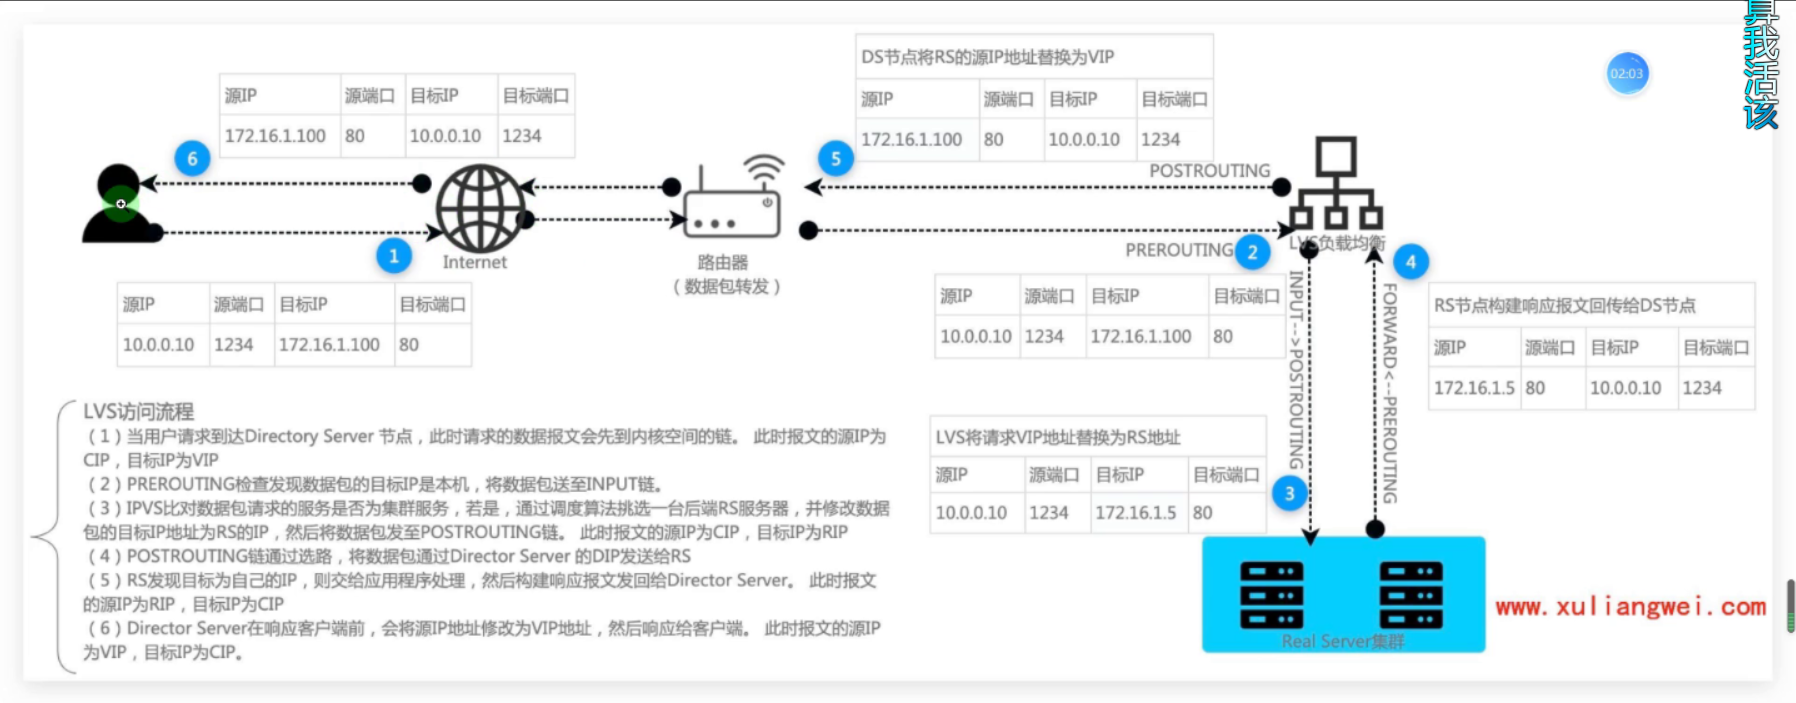 算我活该
02:03
DS节点将RS的源IP地址替换为VIP
源IP 源端口 目标IP 目标端口
172.16.1.100 80 10.0.0.10 1234
源IP 源端口 目标IP 目标端口
172.16.1.100 80 10.0.0.10 1234
6
5
POSTROUTING
1
Internet
路由器
（数据包转发）
PREROUTING
2
LVS负载均衡
4
源IP 源端口 目标IP 目标端口
10.0.0.10 1234 172.16.1.100 80
源IP 源端口 目标IP 目标端口
10.0.0.10 1234 172.16.1.100 80
INPUT-->POSTROUTING
FORWARD<--PREROUTING
RS节点构建响应报文回传给DS节点
源IP 源端口 目标IP 目标端口
172.16.1.5 80 10.0.0.10 1234
LVS将请求VIP地址替换为RS地址
源IP 源端口 目标IP 目标端口
10.0.0.10 1234 172.16.1.5 80
3
LVS访问流程
（1）当用户请求到达Directory Server 节点，此时请求的数据报文会先到内核空间的链。 此时报文的源IP为
CIP，目标IP为VIP
（2）PREROUTING检查发现数据包的目标IP是本机，将数据包送至INPUT链。
（3）IPVS比对数据包请求的服务是否为集群服务，若是，通过调度算法挑选一台后端RS服务器，并修改数据
包的目标IP地址为RS的IP，然后将数据包发至POSTROUTING链。 此时报文的源IP为CIP，目标IP为RIP
（4）POSTROUTING链通过选路，将数据包通过Director Server 的DIP发送给RS
（5）RS发现目标为自己的IP，则交给应用程序处理，然后构建响应报文发回给Director Server。 此时报文
的源IP为RIP，目标IP为CIP
（6）Director Server在响应客户端前，会将源IP地址修改为VIP地址，然后响应给客户端。 此时报文的源IP
为VIP，目标IP为CIP。
Real Server集群
www.xuliangwei.com